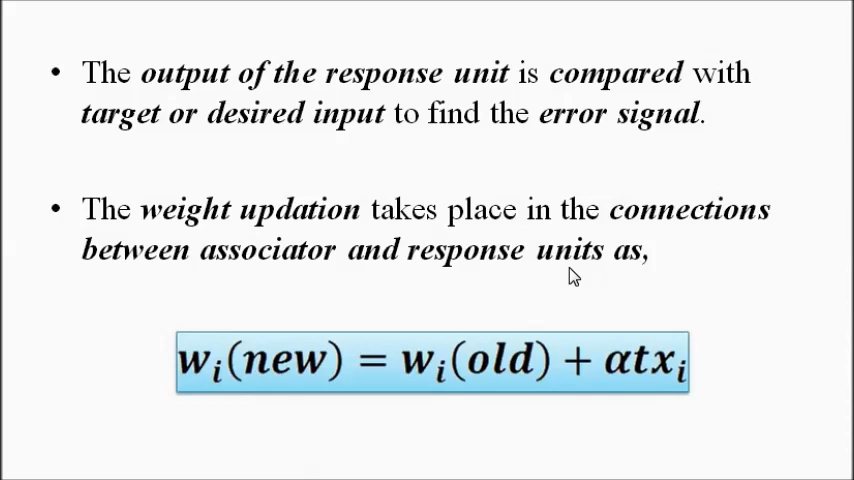 • The output of the response unit is compared with
target or desired input to find the error signal.
• The weight updation takes place in the connections
between associator and response units as,
wᵢ(new) = wᵢ(old) + αtxᵢ